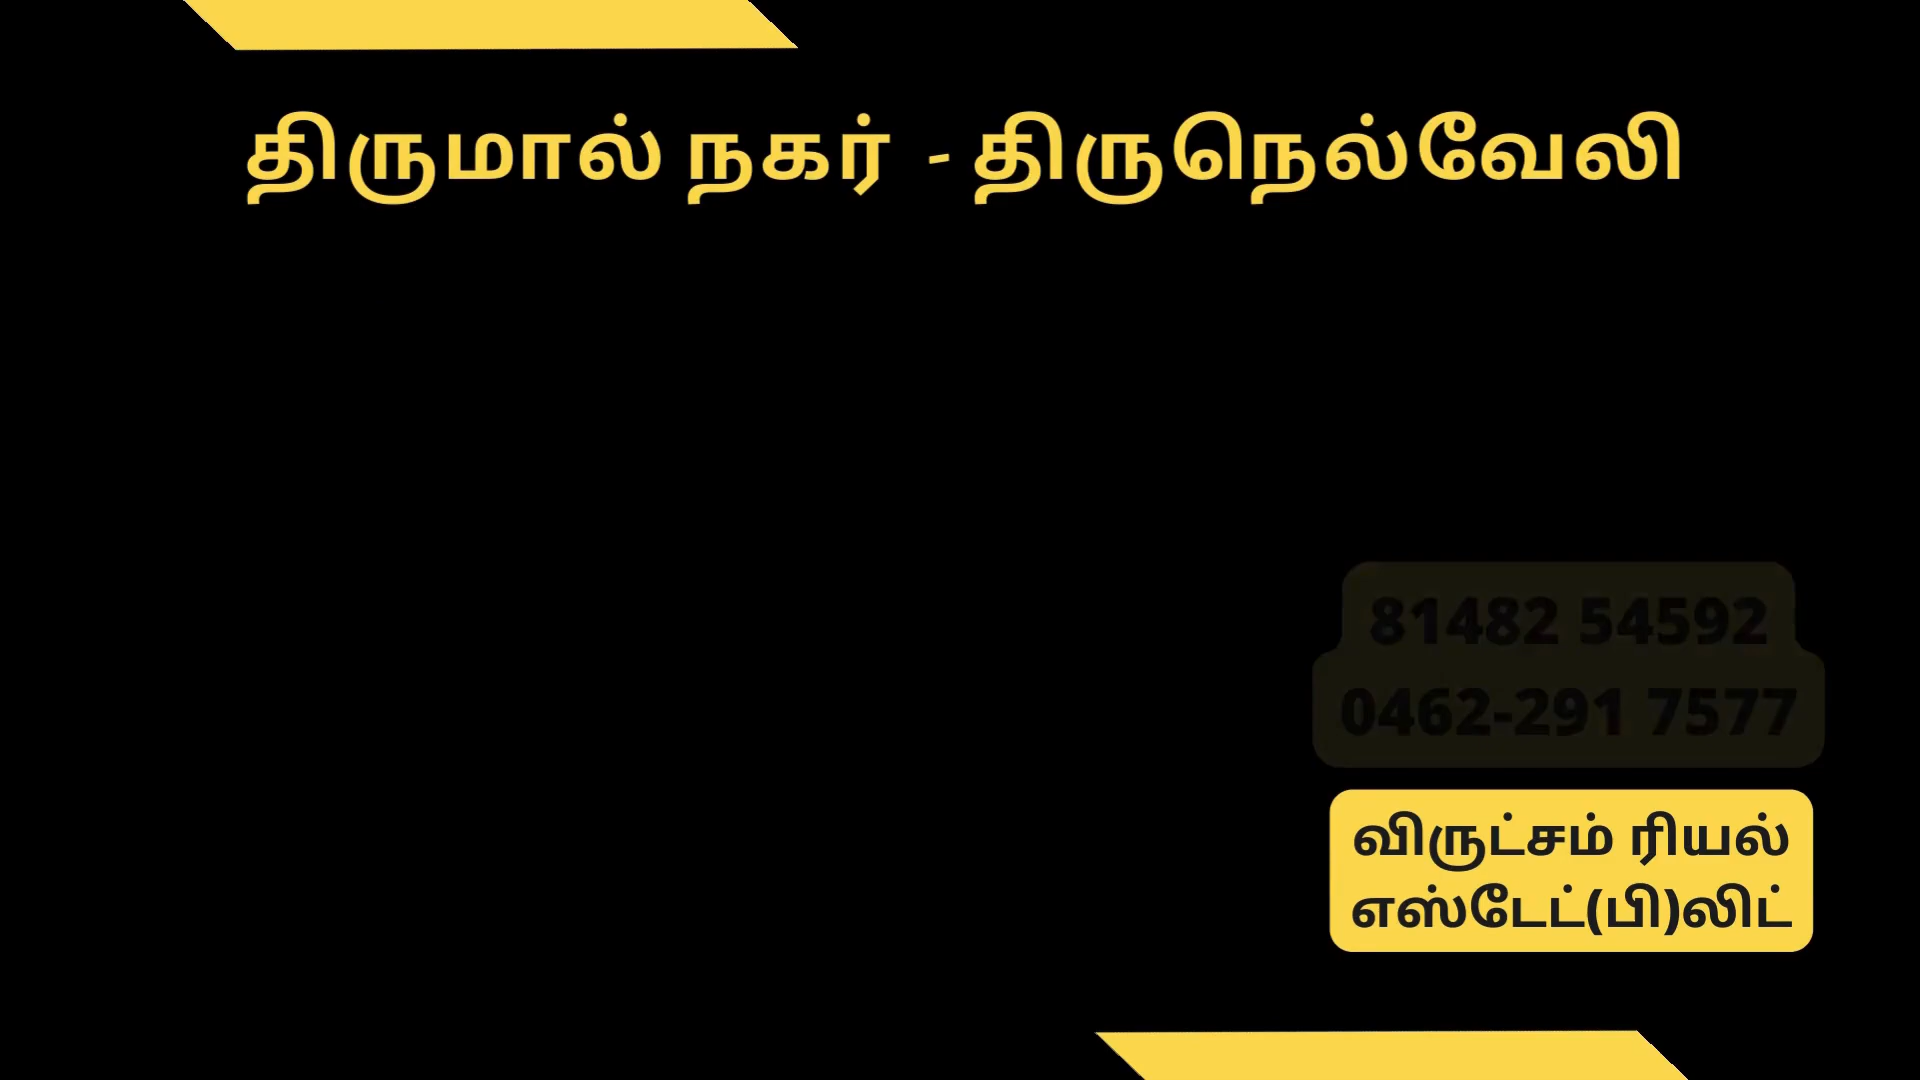 திருமால் நகர் - திருநெல்வேலி
81482 54592
0462-291 7577
விருட்சம் ரியல்
எஸ்டேட்(பி)லிட்